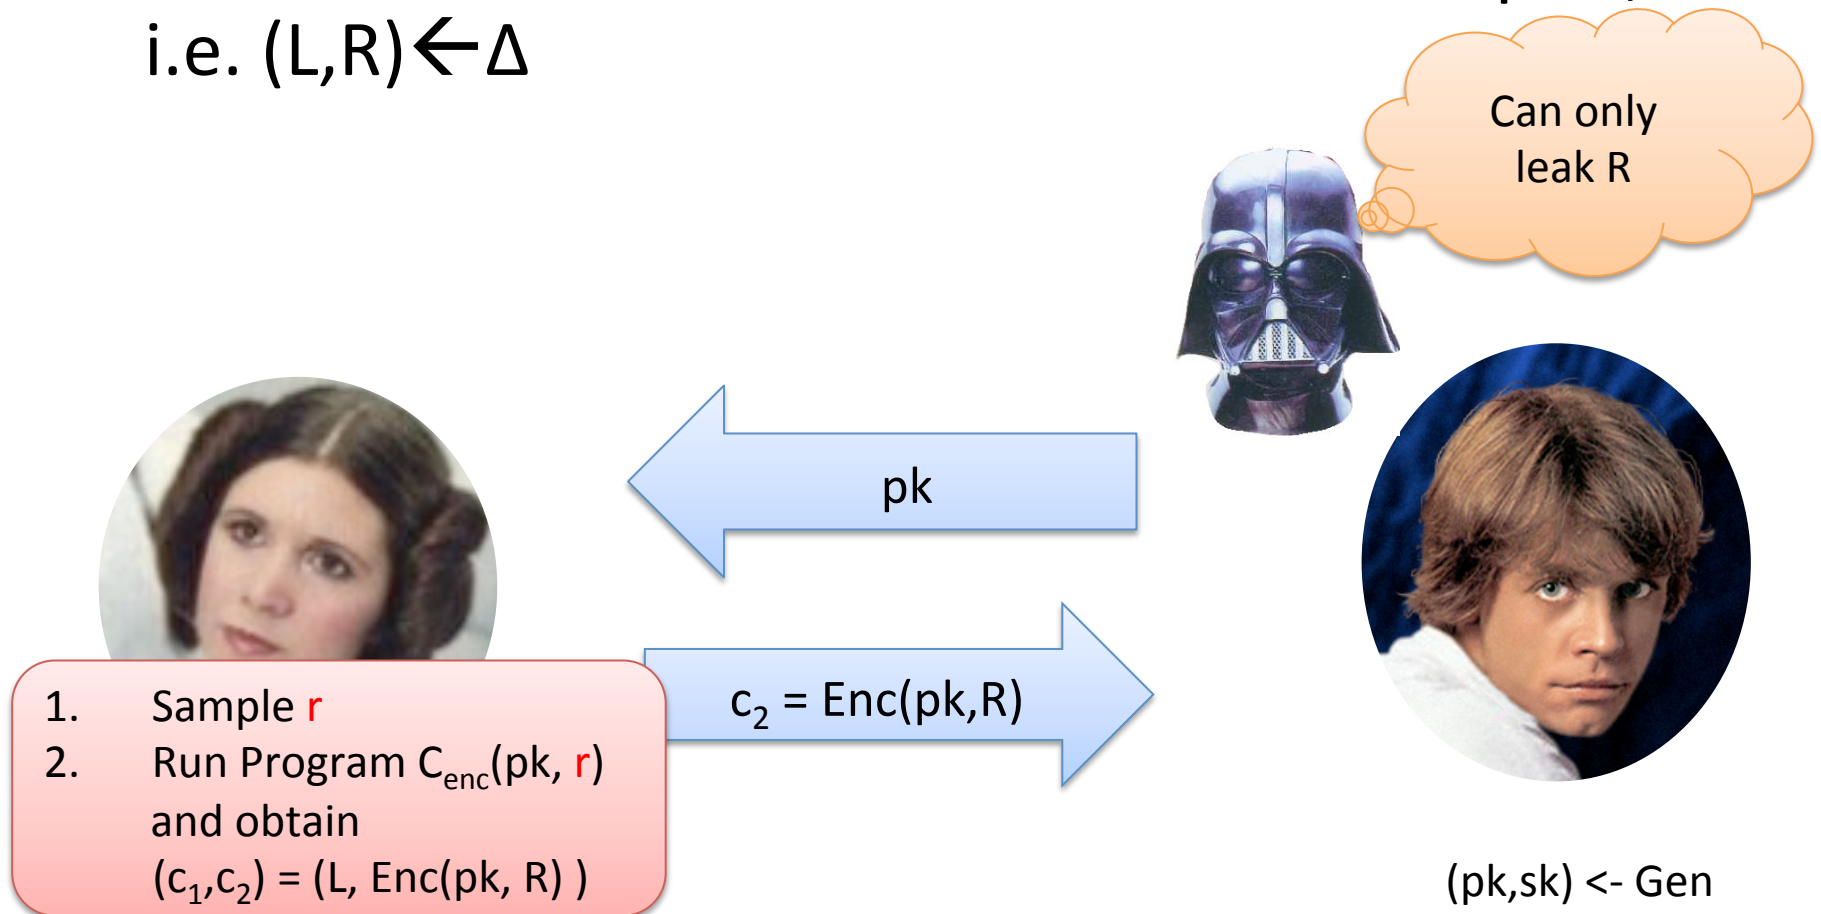 i.e. (L,R)←Δ
Can only
leak R
pk
c₂ = Enc(pk,R)
1. Sample r
2. Run Program Cₑₙc(pk, r)
and obtain
(c₁,c₂) = (L, Enc(pk, R) )
(pk,sk) <- Gen